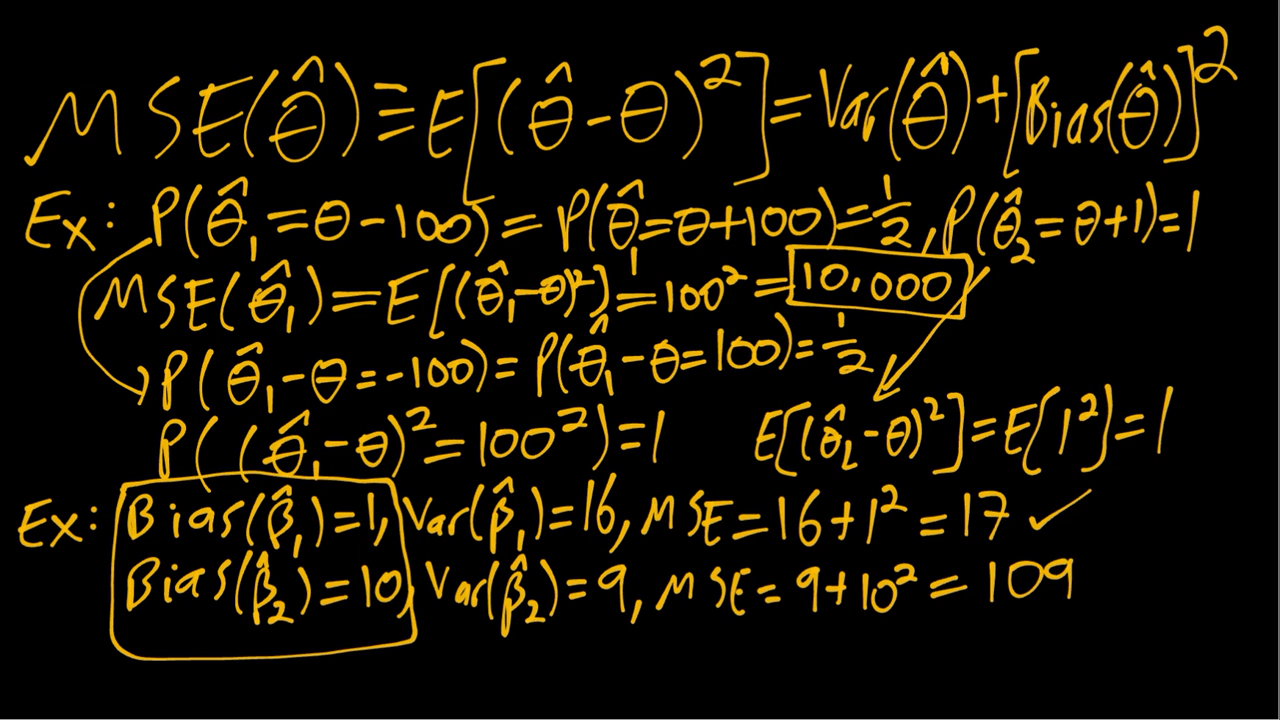 MSE(θ̂) ≡ E[(θ̂ - θ)²] = Var(θ̂) + [Bias(θ̂)]²
Ex: P(θ̂₁ = θ - 100) = P(θ̂₁ = θ + 100) = 1/2, P(θ̂₂ = θ + 1) = 1
MSE(θ̂₁) = E[(θ̂₁ - θ)²] = 100² = 10,000
P(θ̂₁ - θ = -100) = P(θ̂₁ - θ = 100) = 1/2
P((θ̂₁ - θ)² = 100²) = 1 E[(θ̂₂ - θ)²] = E[1²] = 1
Ex: Bias(β̂₁) = 1, Var(β̂₁) = 16, MSE = 16 + 1² = 17 ✓
Bias(β̂₂) = 10, Var(β̂₂) = 9, MSE = 9 + 10² = 109